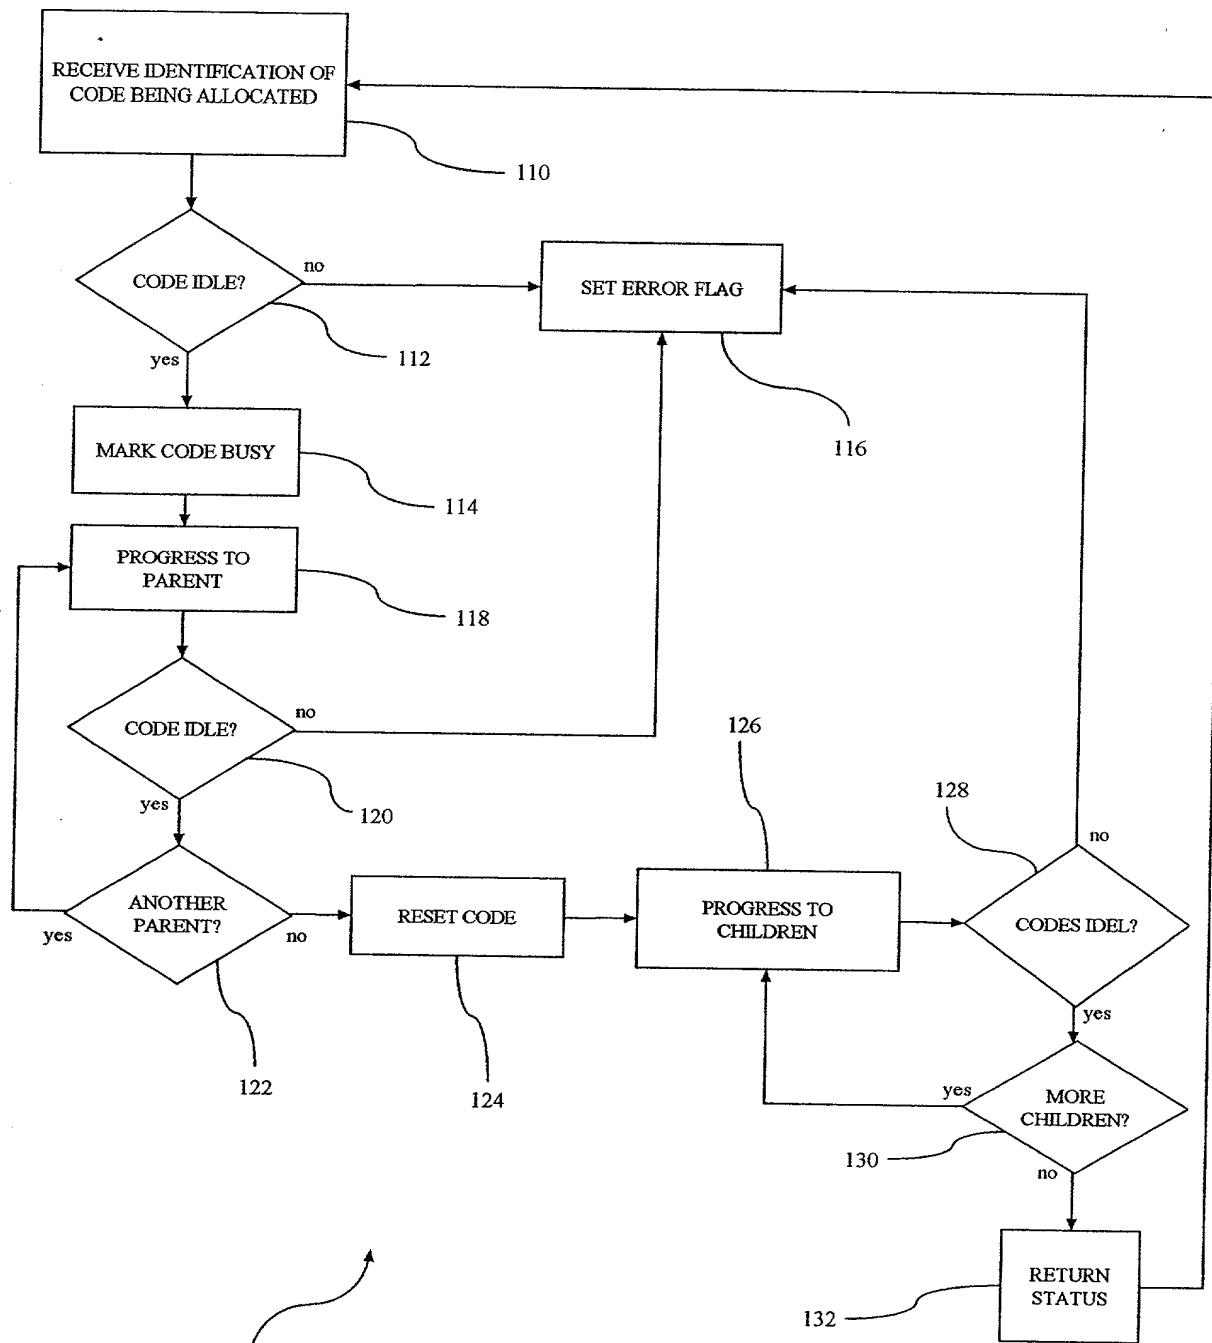 RECEIVE IDENTIFICATION OF
CODE BEING ALLOCATED
110
CODE IDLE?
no
SET ERROR FLAG
yes
112
116
MARK CODE BUSY
114
PROGRESS TO
PARENT
118
CODE IDLE?
no
yes
120
126
128
no
ANOTHER
PARENT?
yes
no
RESET CODE
PROGRESS TO
CHILDREN
CODES IDEL?
yes
122
124
yes
MORE
CHILDREN?
130
no
RETURN
STATUS
132